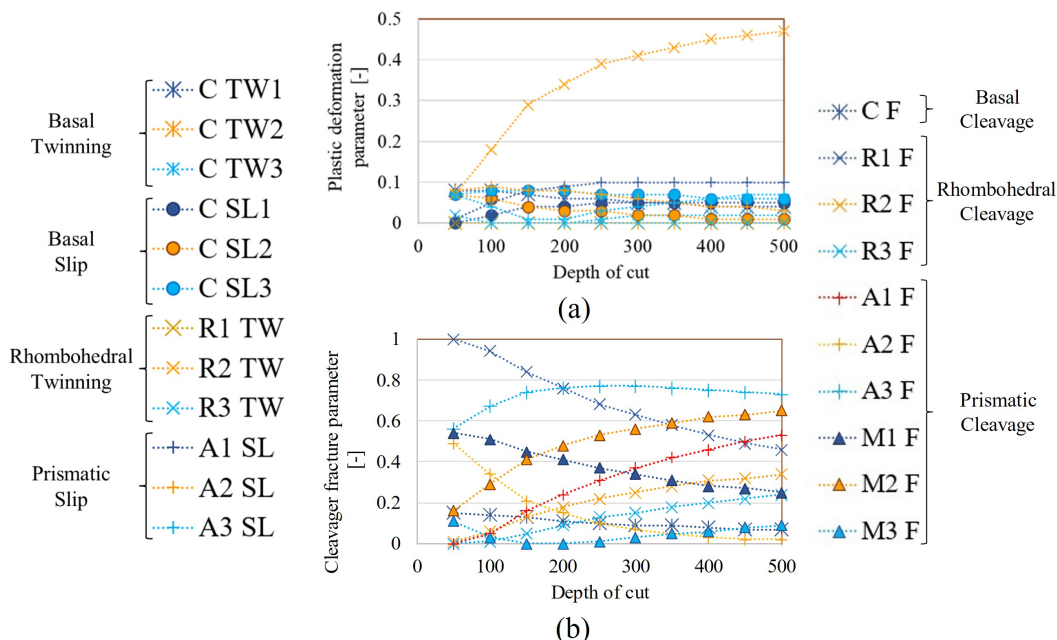 Basal
Twinning
C TW1
C TW2
C TW3
Basal
Slip
C SL1
C SL2
C SL3
Rhombohedral
Twinning
R1 TW
R2 TW
R3 TW
Prismatic
Slip
A1 SL
A2 SL
A3 SL
Plastic deformation
parameter [-]
0.5
0.4
0.3
0.2
0.1
0
0 100 200 300 400 500
Depth of cut
(a)
Cleavager fracture parameter
[-]
1
0.8
0.6
0.4
0.2
0
0 100 200 300 400 500
Depth of cut
(b)
C F
Basal
Cleavage
R1 F
R2 F
R3 F
Rhombohedral
Cleavage
A1 F
A2 F
A3 F
M1 F
M2 F
M3 F
Prismatic
Cleavage